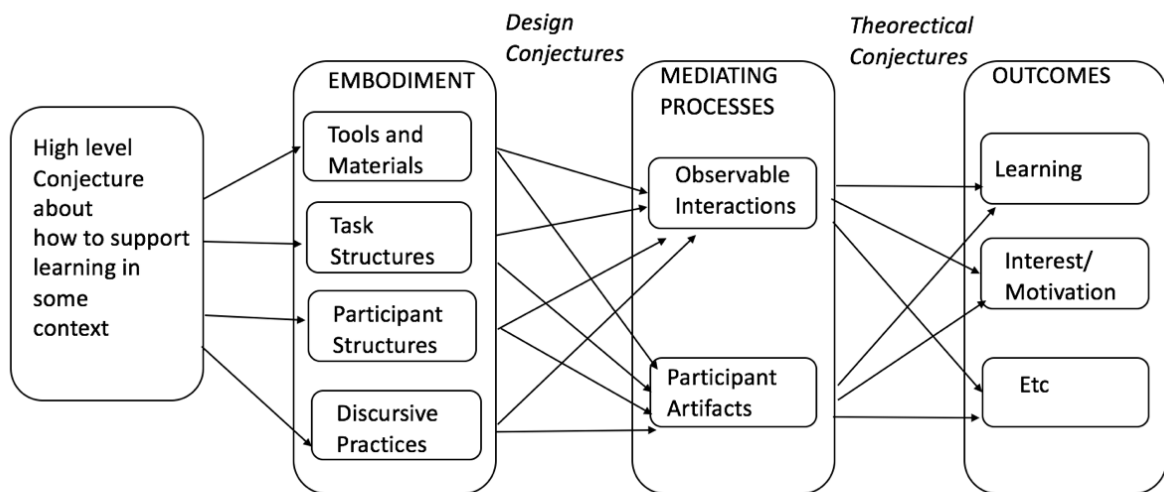 Design
Conjectures
Theorectical
Conjectures
High level
Conjecture
about
how to support
learning in
some
context
EMBODIMENT
Tools and
Materials
Task
Structures
Participant
Structures
Discursive
Practices
MEDIATING
PROCESSES
Observable
Interactions
Participant
Artifacts
OUTCOMES
Learning
Interest/
Motivation
Etc